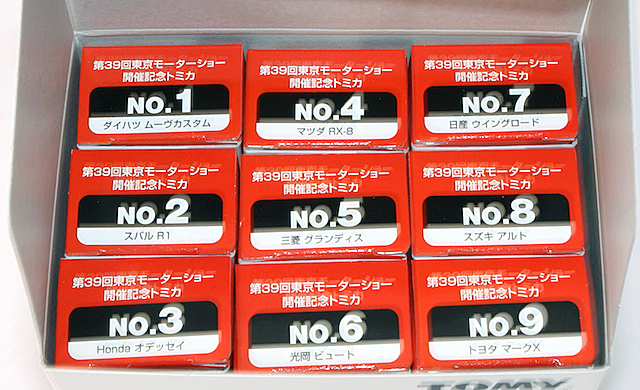 第39回東京モーターショー
開催記念トミカ
NO.1
ダイハツ ムーヴカスタム
第39回東京モーターショー
開催記念トミカ
NO.4
マツダ RX-8
第39回東京モーターショー
開催記念トミカ
NO.7
日産 ウイングロード
第39回東京モーターショー
開催記念トミカ
NO.2
スバル R1
第39回東京モーターショー
開催記念トミカ
NO.5
三菱 グランディス
第39回東京モーターショー
開催記念トミカ
NO.8
スズキ アルト
第39回東京モーターショー
開催記念トミカ
NO.3
Honda オデッセイ
第39回東京モーターショー
開催記念トミカ
NO.6
光岡 ビュート
第39回東京モーターショー
開催記念トミカ
NO.9
トヨタ マークX